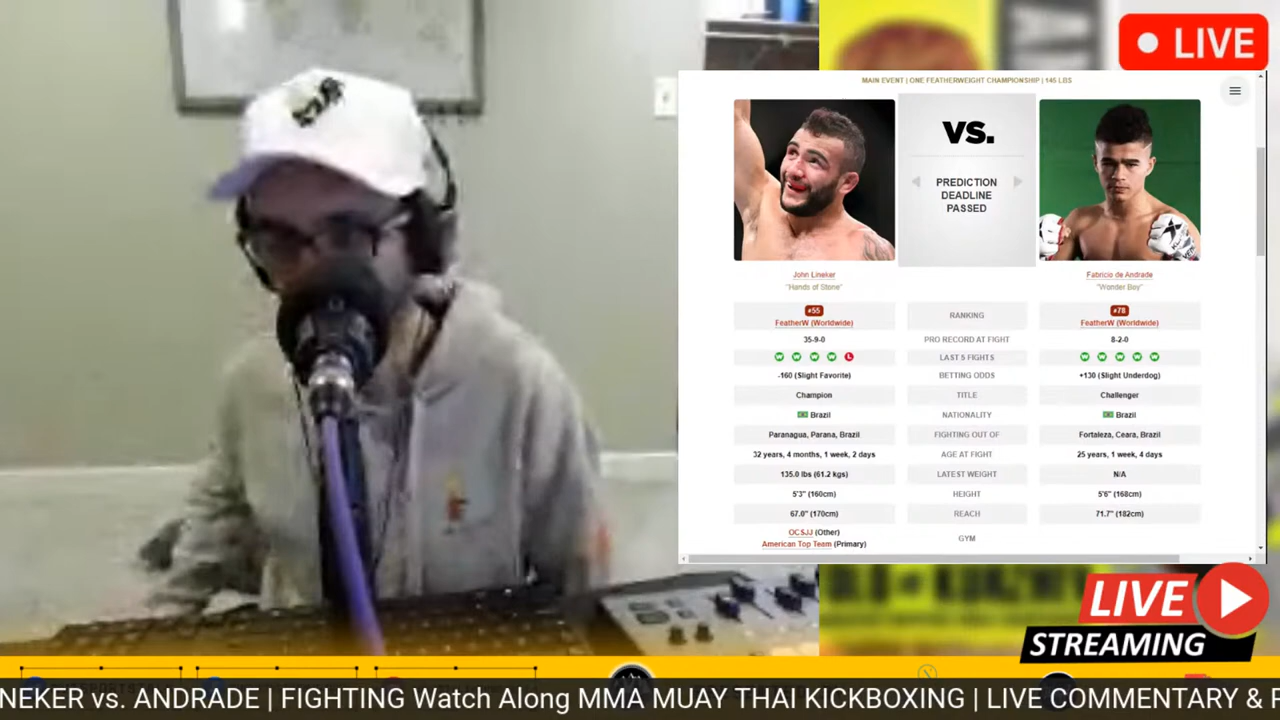 LIVE
MAIN EVENT | ONE FEATHERWEIGHT CHAMPIONSHIP | 145 LBS
VS.
PREDICTION
DEADLINE
PASSED
John Lineker
Fabricio de Andrade
"Hands of Stone"
"Wonder Boy"
#55
FeatherW (Worldwide)
RANKING
#78
FeatherW (Worldwide)
35-9-0
PRO RECORD AT FIGHT
8-2-0
W W W W L
LAST 5 FIGHTS
W W W W W
-160 (Slight Favorite)
BETTING ODDS
+130 (Slight Underdog)
Champion
TITLE
Challenger
Brazil
NATIONALITY
Brazil
Paranagua, Parana, Brazil
FIGHTING OUT OF
Fortaleza, Ceara, Brazil
32 years, 4 months, 1 week, 2 days
AGE AT FIGHT
25 years, 1 week, 4 days
135.0 lbs (61.2 kgs)
LATEST WEIGHT
N/A
5'3" (160cm)
HEIGHT
5'6" (168cm)
67.0" (170cm)
REACH
71.7" (182cm)
OCSJJ (Other)
American Top Team (Primary)
GYM
LIVE
STREAMING
NEKER vs. ANDRADE | FIGHTING Watch Along MMA MUAY THAI KICKBOXING | LIVE COMMENTARY &